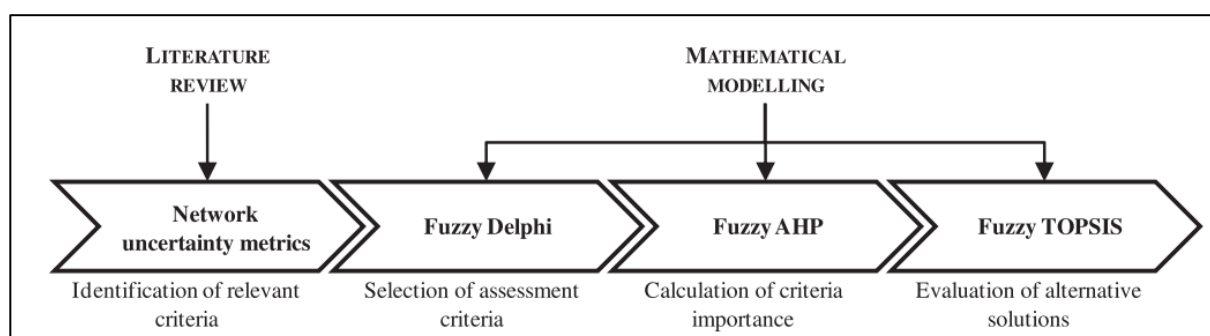 LITERATURE
REVIEW
MATHEMATICAL
MODELLING
Network
uncertainty metrics
Fuzzy Delphi
Fuzzy AHP
Fuzzy TOPSIS
Identification of relevant
criteria
Selection of assessment
criteria
Calculation of criteria
importance
Evaluation of alternative
solutions